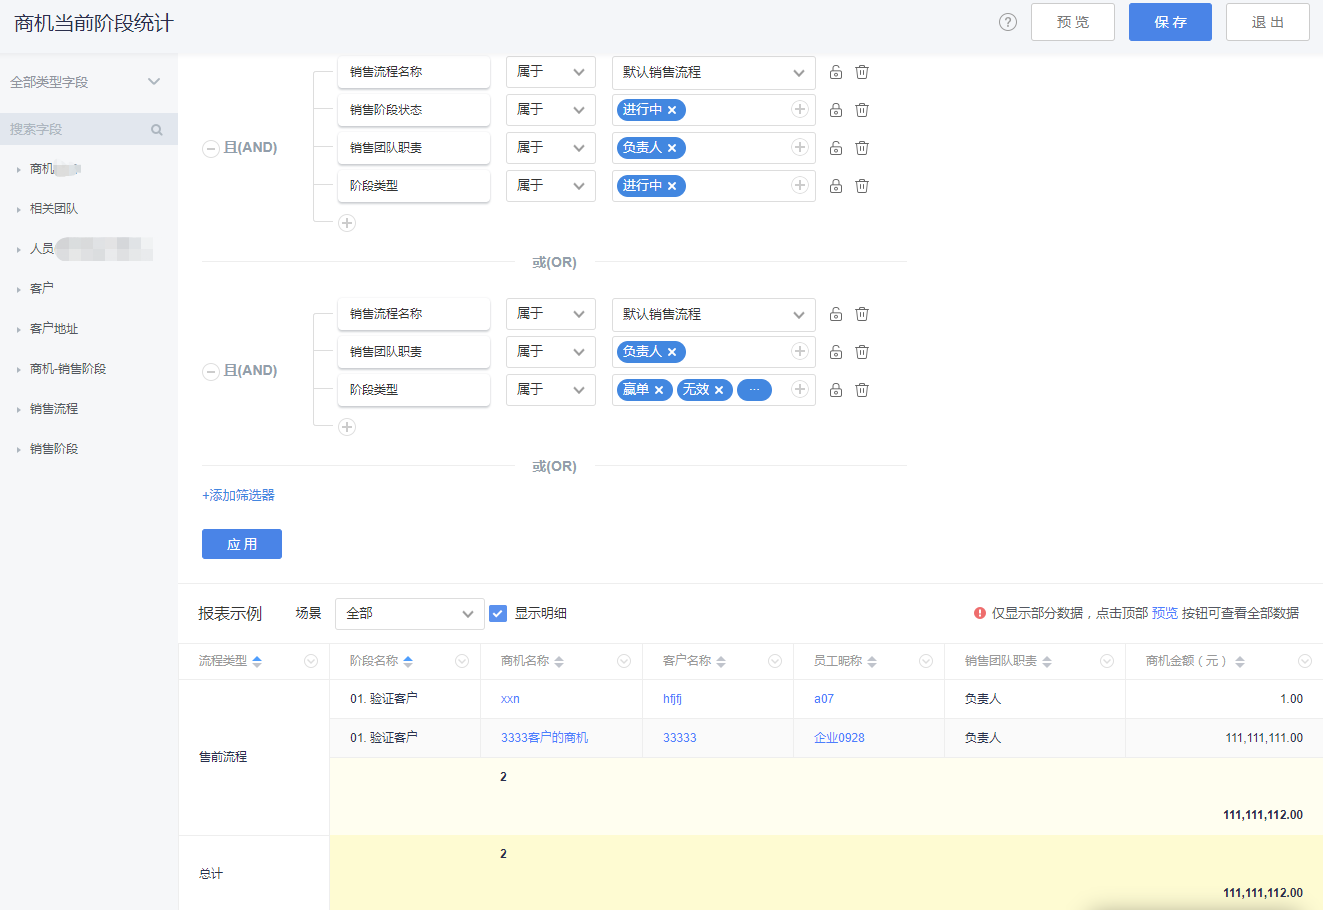 商机当前阶段统计
?
预 览
保 存
退 出
全部类型字段
搜索字段
商机
相关团队
人员
客户
客户地址
商机-销售阶段
销售流程
销售阶段
且(AND)
销售流程名称 属于 默认销售流程
销售阶段状态 属于 进行中
销售团队职责 属于 负责人
阶段类型 属于 进行中
或(OR)
且(AND)
销售流程名称 属于 默认销售流程
销售团队职责 属于 负责人
阶段类型 属于 赢单 无效 ...
或(OR)
+添加筛选器
应 用
报表示例 场景 全部 显示明细 仅显示部分数据，点击顶部 预览 按钮可查看全部数据
流程类型 阶段名称 商机名称 客户名称 员工昵称 销售团队职责 商机金额（元）
01. 验证客户 xxn hfjfj a07 负责人 1.00
01. 验证客户 3333客户的商机 33333 企业0928 负责人 111,111,111.00
售前流程
2
111,111,112.00
总计
2
111,111,112.00